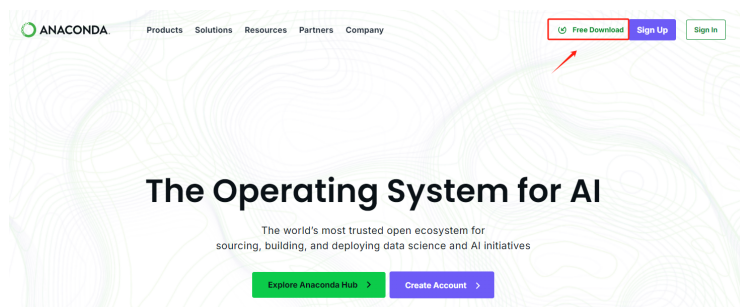 ANACONDA.
Products Solutions Resources Partners Company
Free Download Sign Up Sign In
The Operating System for AI
The world's most trusted open ecosystem for
sourcing, building, and deploying data science and AI initiatives
Explore Anaconda Hub Create Account